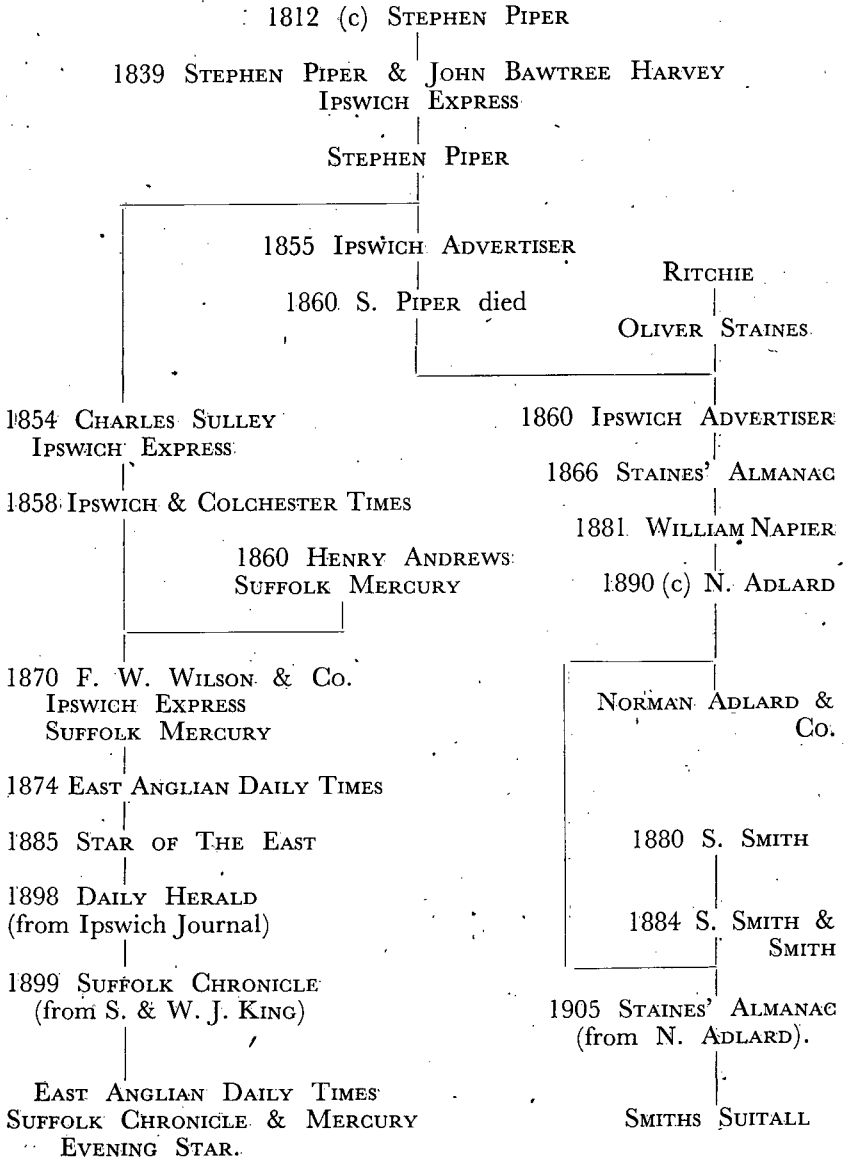 1812 (c) STEPHEN PIPER
1839 STEPHEN PIPER & JOHN BAWTREE HARVEY
IPSWICH EXPRESS
STEPHEN PIPER
1855 IPSWICH ADVERTISER
1860 S. PIPER died
RITCHIE
OLIVER STAINES
1854 CHARLES SULLEY
IPSWICH EXPRESS
1858 IPSWICH & COLCHESTER TIMES
1860 HENRY ANDREWS
SUFFOLK MERCURY
1870 F. W. WILSON & CO.
IPSWICH EXPRESS
SUFFOLK MERCURY
1874 EAST ANGLIAN DAILY TIMES
1885 STAR OF THE EAST
1898 DAILY HERALD
(from Ipswich Journal)
1899 SUFFOLK CHRONICLE
(from S. & W. J. KING)
EAST ANGLIAN DAILY TIMES
SUFFOLK CHRONICLE & MERCURY
EVENING STAR.
1860 IPSWICH ADVERTISER
1866 STAINES' ALMANAC
1881 WILLIAM NAPIER
1890 (c) N. ADLARD
NORMAN ADLARD &
CO.
1880 S. SMITH
1884 S. SMITH &
SMITH
1905 STAINES' ALMANAC
(from N. ADLARD).
SMITHS SUITALL